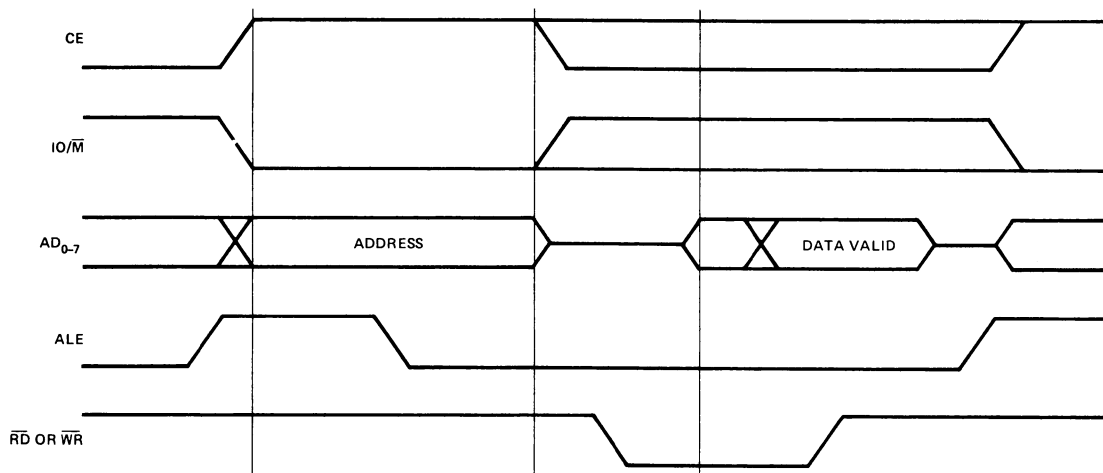 CE
IO/M̅
AD0–7
ADDRESS
DATA VALID
ALE
R̅D̅ OR W̅R̅